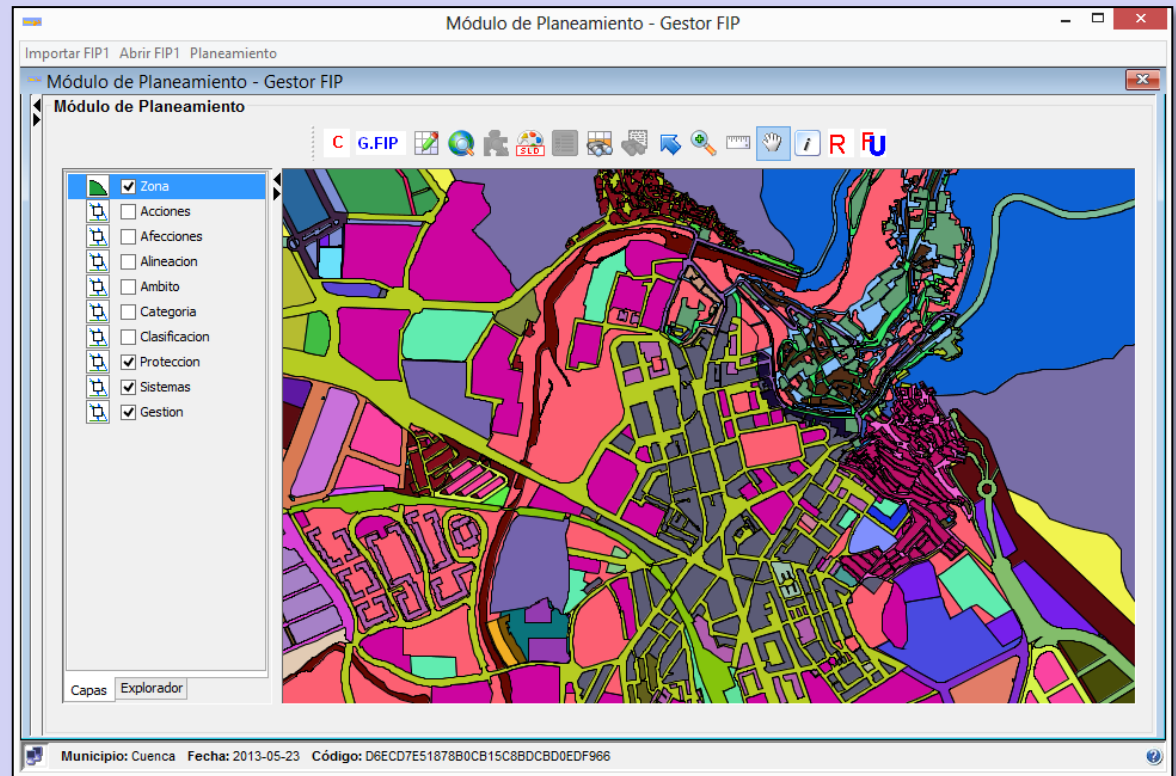 Módulo de Planeamiento - Gestor FIP
Importar FIP1 Abrir FIP1 Planeamiento
Módulo de Planeamiento - Gestor FIP
Módulo de Planeamiento
C G.FIP SLD i R FU
Zona
Acciones
Afecciones
Alineacion
Ambito
Categoria
Clasificacion
Proteccion
Sistemas
Gestion
Capas Explorador
Municipio: Cuenca Fecha: 2013-05-23 Código: D6ECD7E51878B0CB15C8BDCBD0EDF966